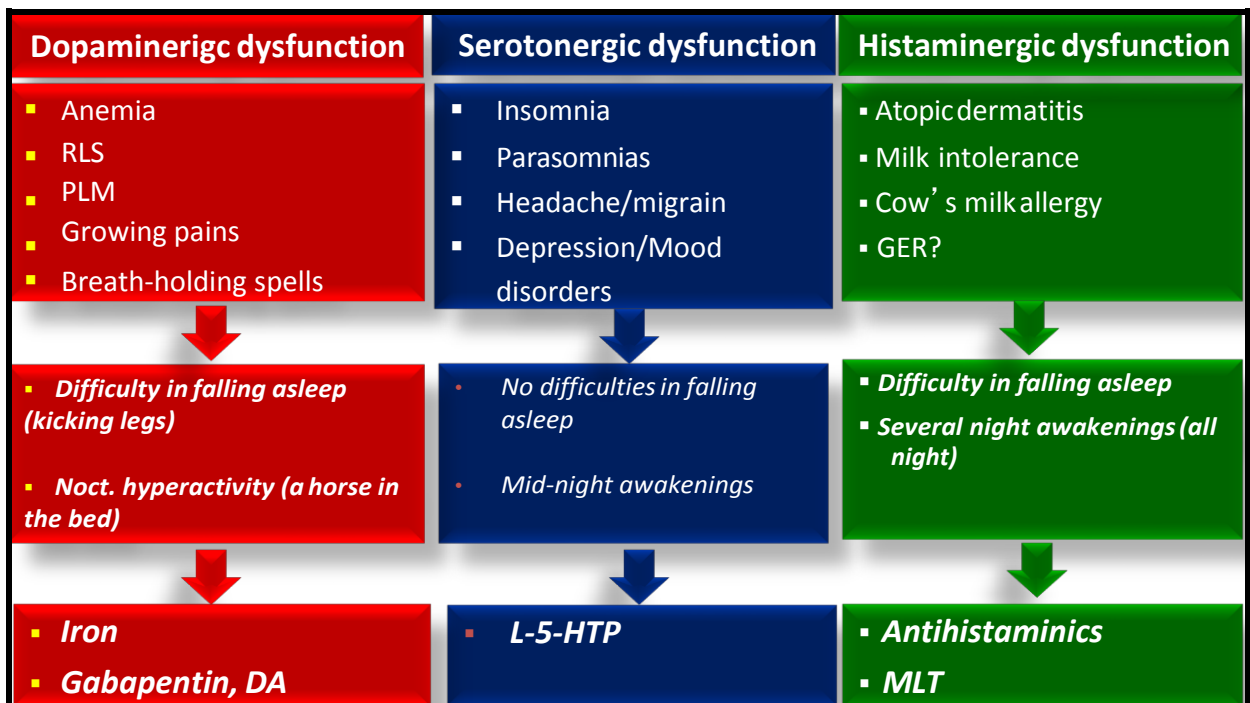 Dopaminerigc dysfunction
▪ Anemia
▪ RLS
▪ PLM
▪ Growing pains
▪ Breath-holding spells
▪ Difficulty in falling asleep
(kicking legs)
▪ Noct. hyperactivity (a horse in
the bed)
▪ Iron
▪ Gabapentin, DA
Serotonergic dysfunction
▪ Insomnia
▪ Parasomnias
▪ Headache/migrain
▪ Depression/Mood
disorders
• No difficulties in falling
asleep
• Mid-night awakenings
▪ L-5-HTP
Histaminergic dysfunction
▪ Atopic dermatitis
▪ Milk intolerance
▪ Cow’s milk allergy
▪ GER?
▪ Difficulty in falling asleep
▪ Several night awakenings (all
night)
▪ Antihistaminics
▪ MLT